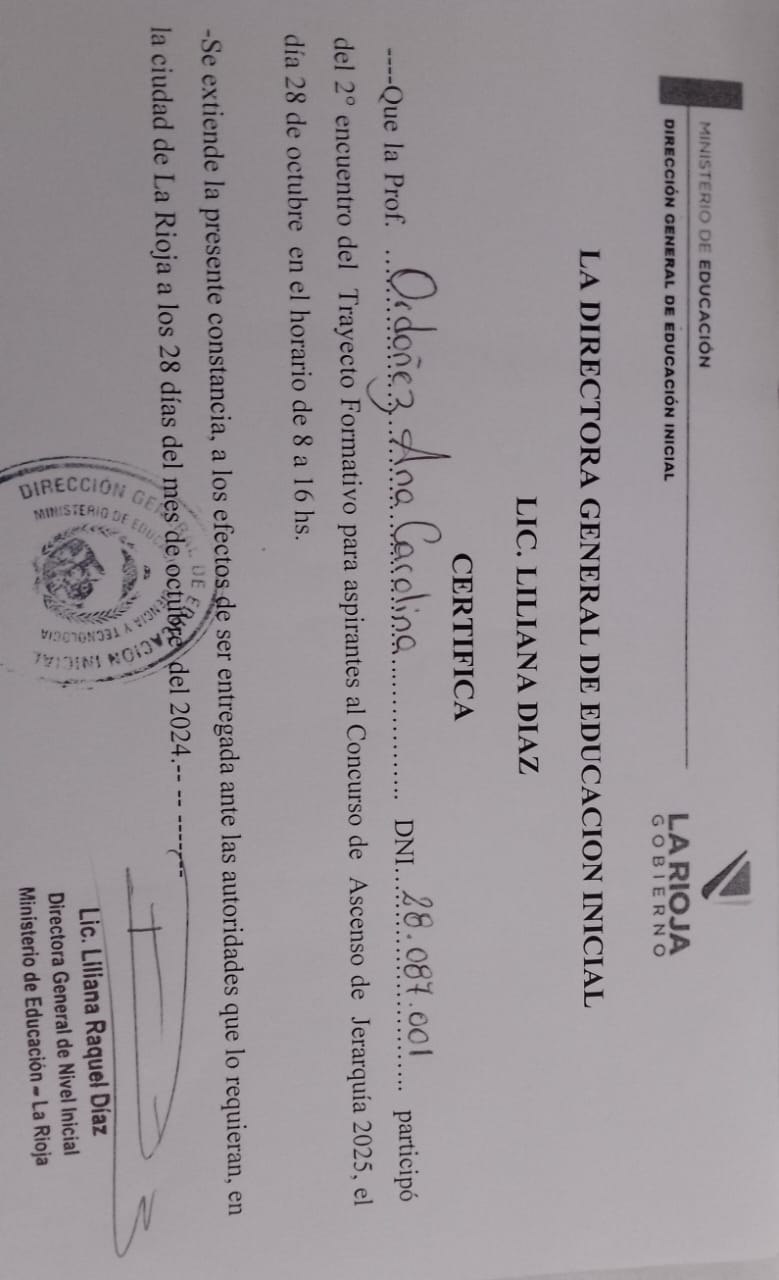 MINISTERIO DE EDUCACIÓN
DIRECCIÓN GENERAL DE EDUCACIÓN INICIAL
LA RIOJA
GOBIERNO
LA DIRECTORA GENERAL DE EDUCACION INICIAL
LIC. LILIANA DIAZ
CERTIFICA
----Que la Prof. ....Ordoñez Ana Carolina.................. DNI....28.087.001.... participó
del 2° encuentro del Trayecto Formativo para aspirantes al Concurso de Ascenso de Jerarquía 2025, el
día 28 de octubre en el horario de 8 a 16 hs.
-Se extiende la presente constancia, a los efectos de ser entregada ante las autoridades que lo requieran, en
la ciudad de La Rioja a los 28 días del mes de octubre del 2024.-- -- -------
DIRECCIÓN GENERAL DE EDUCACIÓN INICIAL
MINISTERIO DE EDUC CIENCIA Y TECNOLOGIA
Lic. Liliana Raquel Díaz
Directora General de Nivel Inicial
Ministerio de Educación – La Rioja